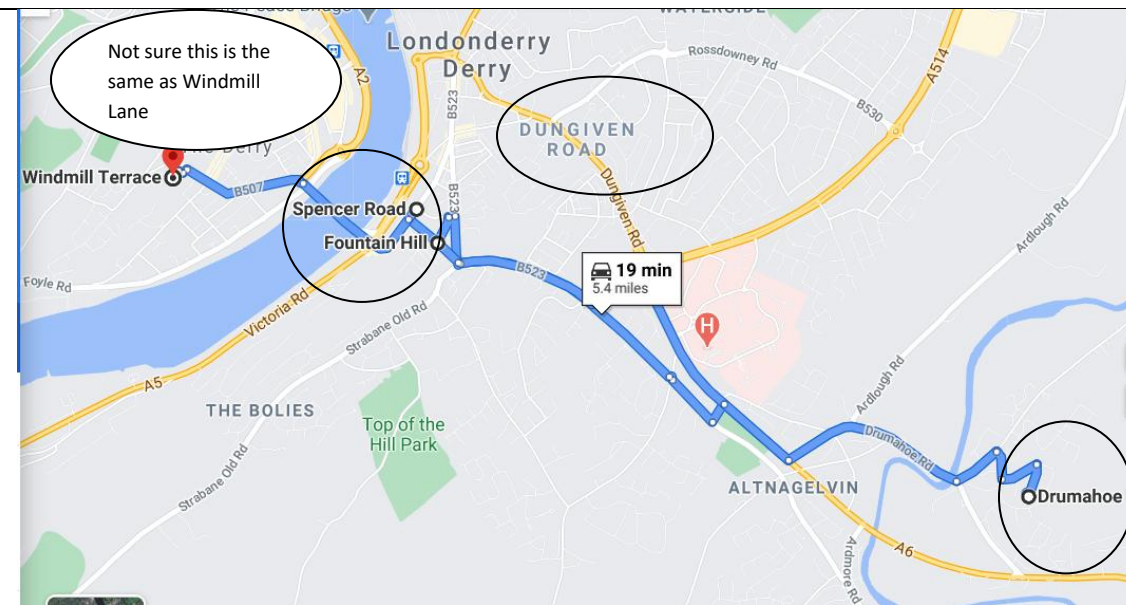 WATERSIDE
Not sure this is the
same as Windmill
Lane
A2
Londonderry
Derry
Rossdowney Rd
A514
B523
B530
DUNGIVEN
ROAD
Derry
Windmill Terrace
B507
Spencer Road
B523
Fountain Hill
Dungiven Rd
Ardlough Rd
B523
19 min
5.4 miles
H
Foyle Rd
Victoria Rd
Strabane Old Rd
A5
THE BOLIES
Top of the
Hill Park
Ardlough Rd
Drumahoe Rd
Strabane Old Rd
ALTNAGELVIN
Drumahoe
A6
Ardmore Rd